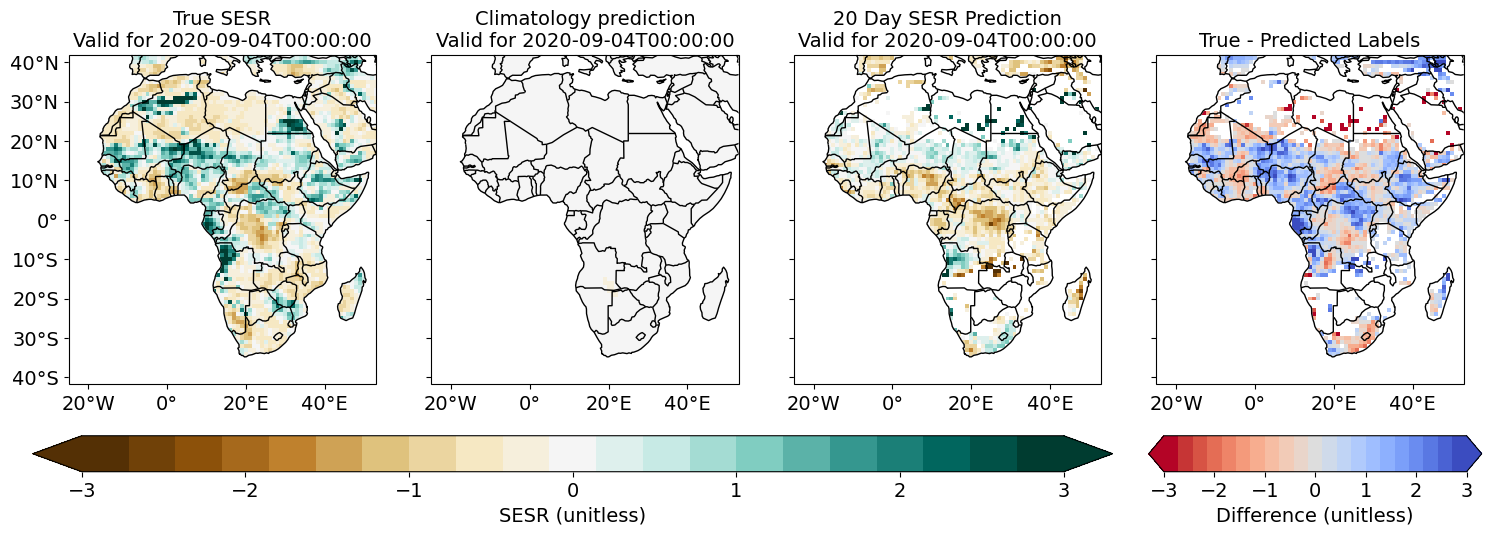 True SESR
Valid for 2020-09-04T00:00:00
Climatology prediction
Valid for 2020-09-04T00:00:00
20 Day SESR Prediction
Valid for 2020-09-04T00:00:00
True - Predicted Labels
40°N
30°N
20°N
10°N
0°
10°S
20°S
30°S
40°S
20°W 0° 20°E 40°E
20°W 0° 20°E 40°E
20°W 0° 20°E 40°E
20°W 0° 20°E 40°E
−3 −2 −1 0 1 2 3
SESR (unitless)
−3 −2 −1 0 1 2 3
Difference (unitless)